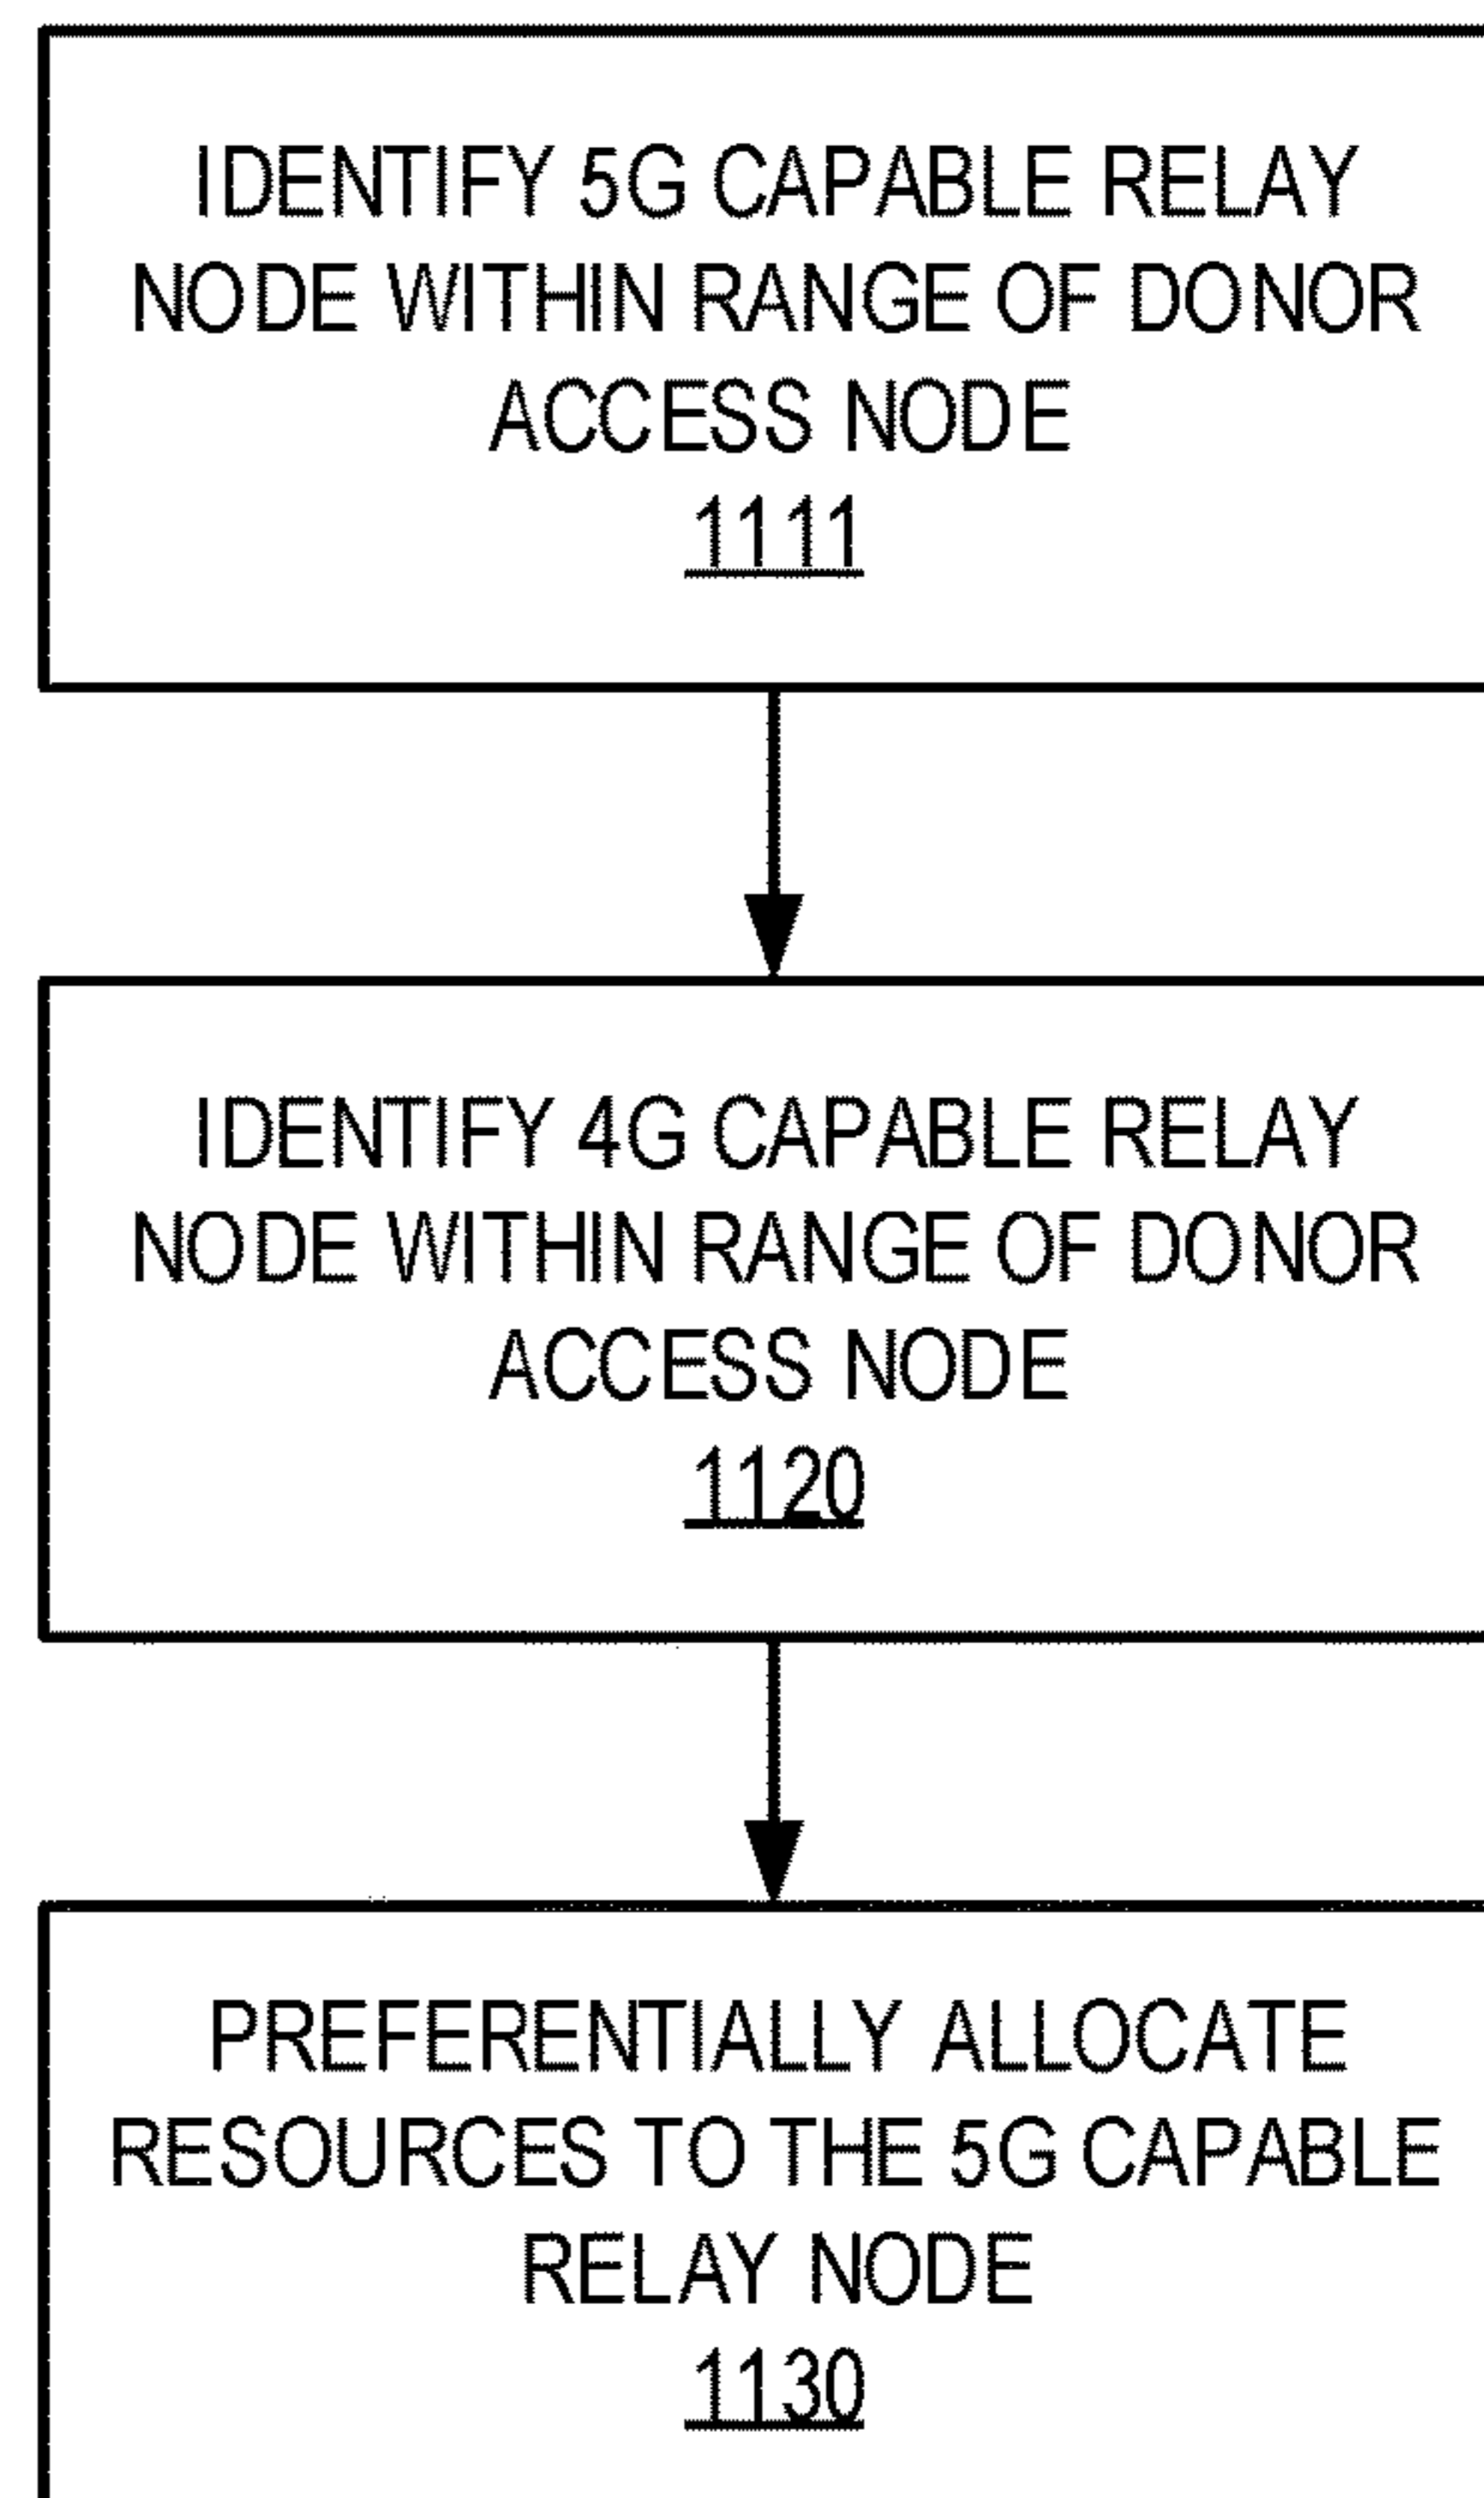 IDENTIFY 5G CAPABLE RELAY
NODE WITHIN RANGE OF DONOR
ACCESS NODE
1111
IDENTIFY 4G CAPABLE RELAY
NODE WITHIN RANGE OF DONOR
ACCESS NODE
1120
PREFERENTIALLY ALLOCATE
RESOURCES TO THE 5G CAPABLE
RELAY NODE
1130